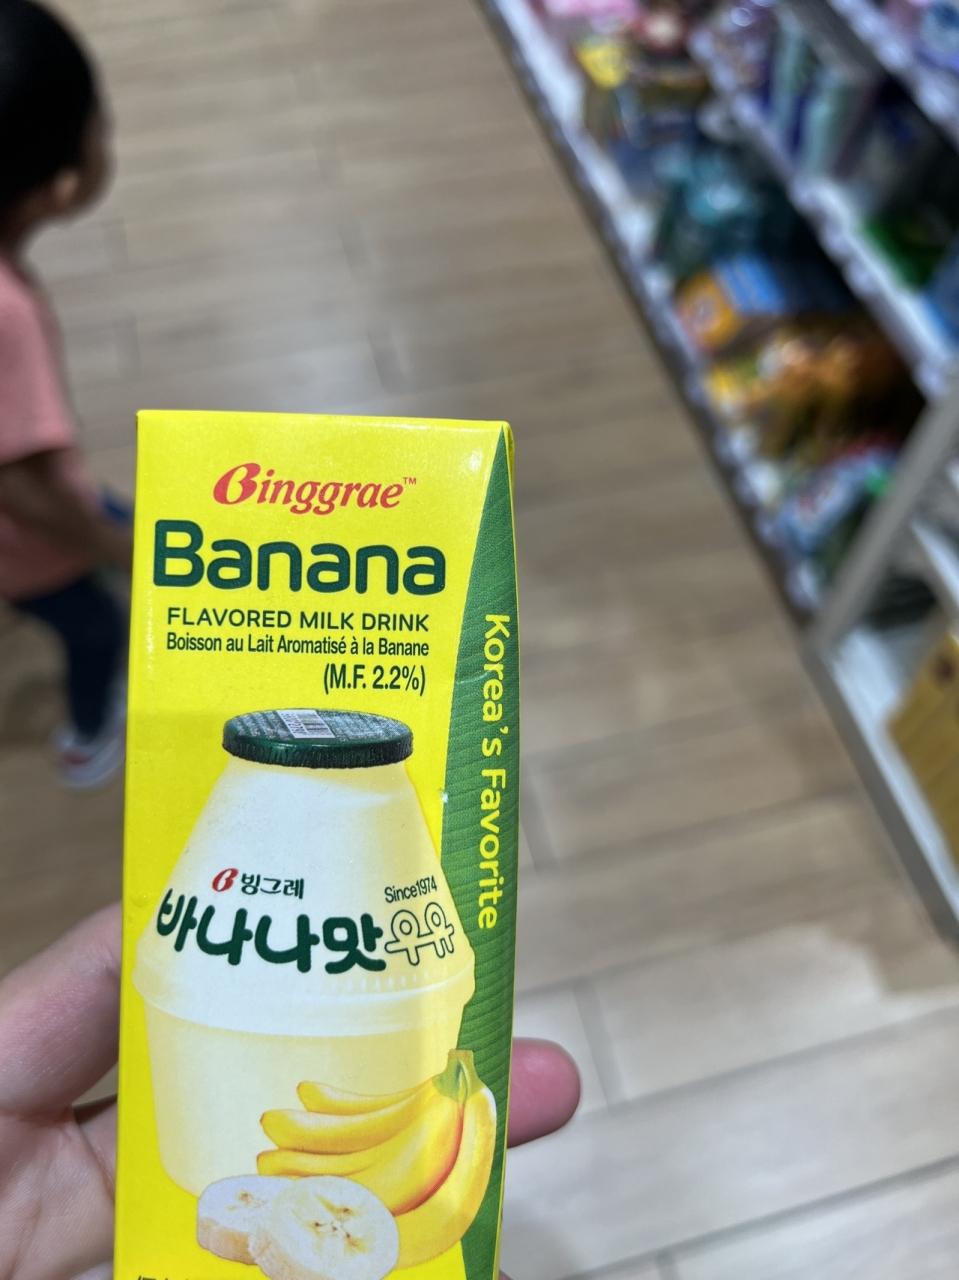 Binggrae™
Banana
FLAVORED MILK DRINK
Boisson au Lait Aromatisé à la Banane
(M.F. 2.2%)
Korea's Favorite
빙그레
Since1974
바나나맛우유